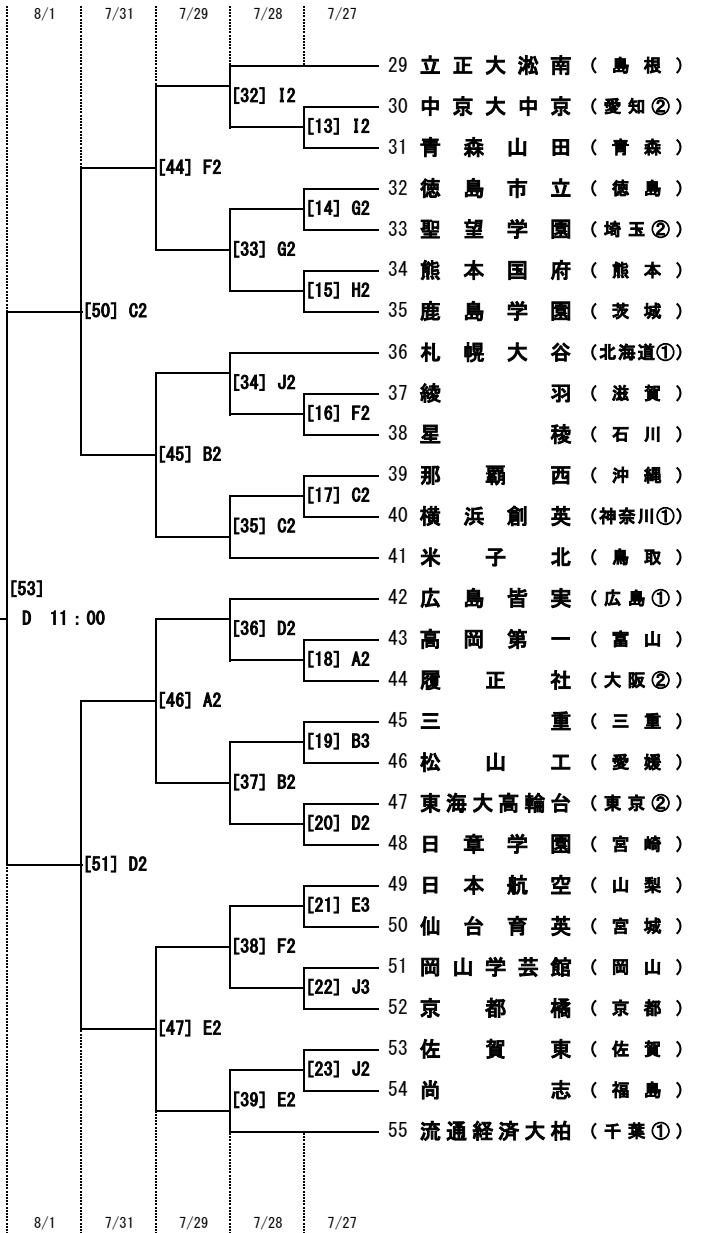 8/1 7/31 7/29 7/28 7/27
29 立正大淞南 (島根)
[32] I2
30 中京大中京 (愛知②)
[13] I2
31 青森山田 (青森)
[44] F2
32 徳島市立 (徳島)
[14] G2
33 聖望学園 (埼玉②)
[33] G2
34 熊本国府 (熊本)
[15] H2
35 鹿島学園 (茨城)
[50] C2
36 札幌大谷 (北海道①)
[34] J2
37 綾羽 (滋賀)
[16] F2
38 星稜 (石川)
[45] B2
39 那覇西 (沖縄)
[17] C2
40 横浜創英 (神奈川①)
[35] C2
41 米子北 (鳥取)
[53]
D 11:00
42 広島皆実 (広島①)
[36] D2
43 高岡第一 (富山)
[18] A2
44 履正社 (大阪②)
[46] A2
45 三重 (三重)
[19] B3
46 松山工 (愛媛)
[37] B2
47 東海大高輪台 (東京②)
[20] D2
48 日章学園 (宮崎)
[51] D2
49 日本航空 (山梨)
[21] E3
50 仙台育英 (宮城)
[38] F2
51 岡山学芸館 (岡山)
[22] J3
52 京都橘 (京都)
[47] E2
53 佐賀東 (佐賀)
[23] J2
54 尚志 (福島)
[39] E2
55 流通経済大柏 (千葉①)
8/1 7/31 7/29 7/28 7/27